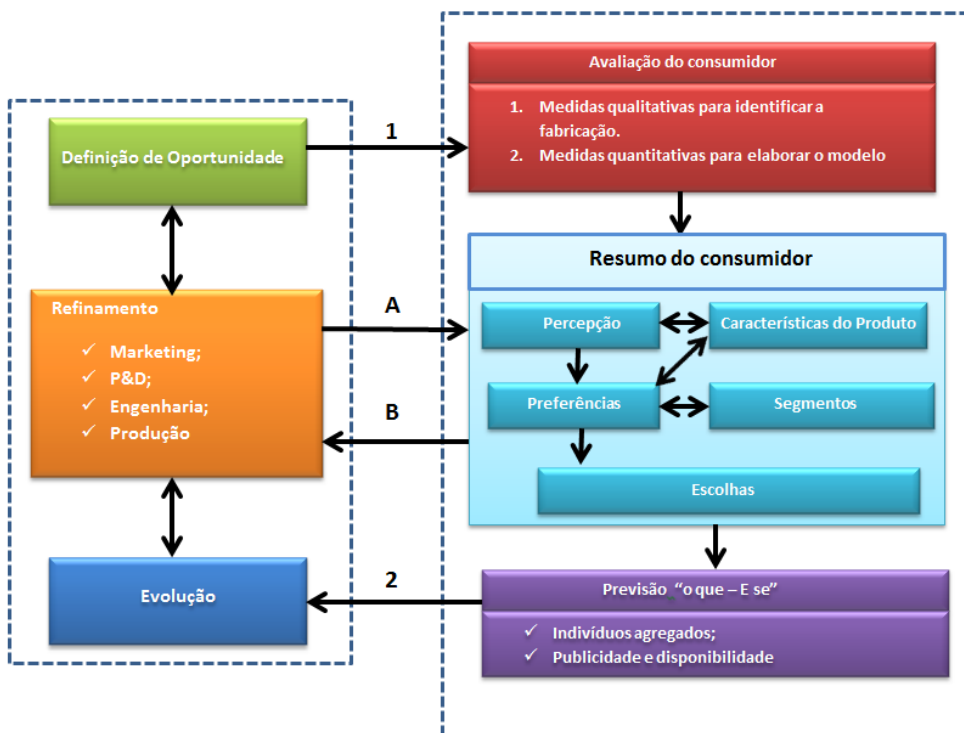 Avaliação do consumidor
1. Medidas qualitativas para identificar a
fabricação.
2. Medidas quantitativas para elaborar o modelo
1
Definição de Oportunidade
Resumo do consumidor
Refinamento
✓ Marketing;
✓ P&D;
✓ Engenharia;
✓ Produção
A
B
Percepção
Características do Produto
Preferências
Segmentos
Escolhas
Evolução
2
Previsão "o que – E se"
✓ Indivíduos agregados;
✓ Publicidade e disponibilidade